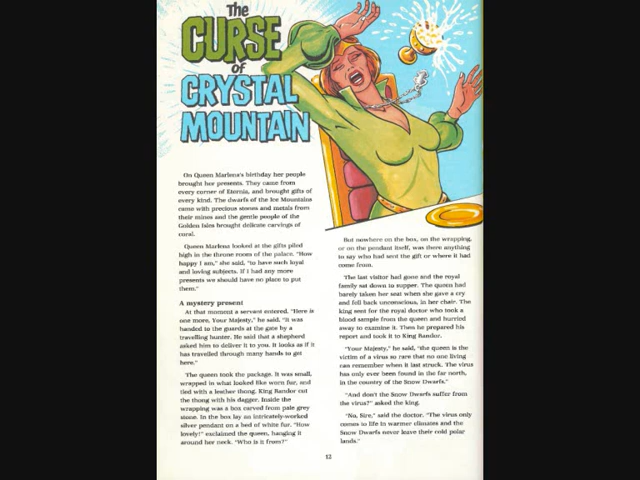 The
CURSE
of
CRYSTAL
MOUNTAIN
On Queen Marlena's birthday her people
brought her presents. They came from
every corner of Eternia, and brought gifts of
every kind. The dwarfs of the Ice Mountains
came with precious stones and metals from
their mines and the gentle people of the
Golden Isles brought delicate carvings of
coral.
Queen Marlena looked at the gifts piled
high in the throne room of the palace. "How
happy I am," she said, "to have such loyal
and loving subjects. If I had any more
presents we should have no place to put
them."
A mystery present
At that moment a servant entered. "Here is
one more, Your Majesty," he said. "It was
handed to the guards at the gate by a
travelling hunter. He said that a shepherd
asked him to deliver it to you. It looks as if it
has travelled through many hands to get
here."
The queen took the package. It was small,
wrapped in what looked like worn fur, and
tied with a leather thong. King Randor cut
the thong with his dagger. Inside the
wrapping was a box carved from pale grey
stone. In the box lay an intricately-worked
silver pendant on a bed of white fur. "How
lovely!" exclaimed the queen, hanging it
around her neck. "Who is it from?"
But nowhere on the box, on the wrapping,
or on the pendant itself, was there anything
to say who had sent the gift or where it had
come from.
The last visitor had gone and the royal
family sat down to supper. The queen had
barely taken her seat when she gave a cry
and fell back unconscious, in her chair. The
king went for the royal doctor who took a
blood sample from the queen and hurried
away to examine it. Then he prepared his
report and took it to King Randor.
"Your Majesty," he said, "the queen is the
victim of a virus so rare that no one living
can remember when it last struck. The virus
has only ever been found in the far north,
in the country of the Snow Dwarfs."
"And don't the Snow Dwarfs suffer from
the virus?" asked the king.
"No, Sire," said the doctor. "The virus only
comes to life in warmer climates and the
Snow Dwarfs never leave their cold polar
lands."
12